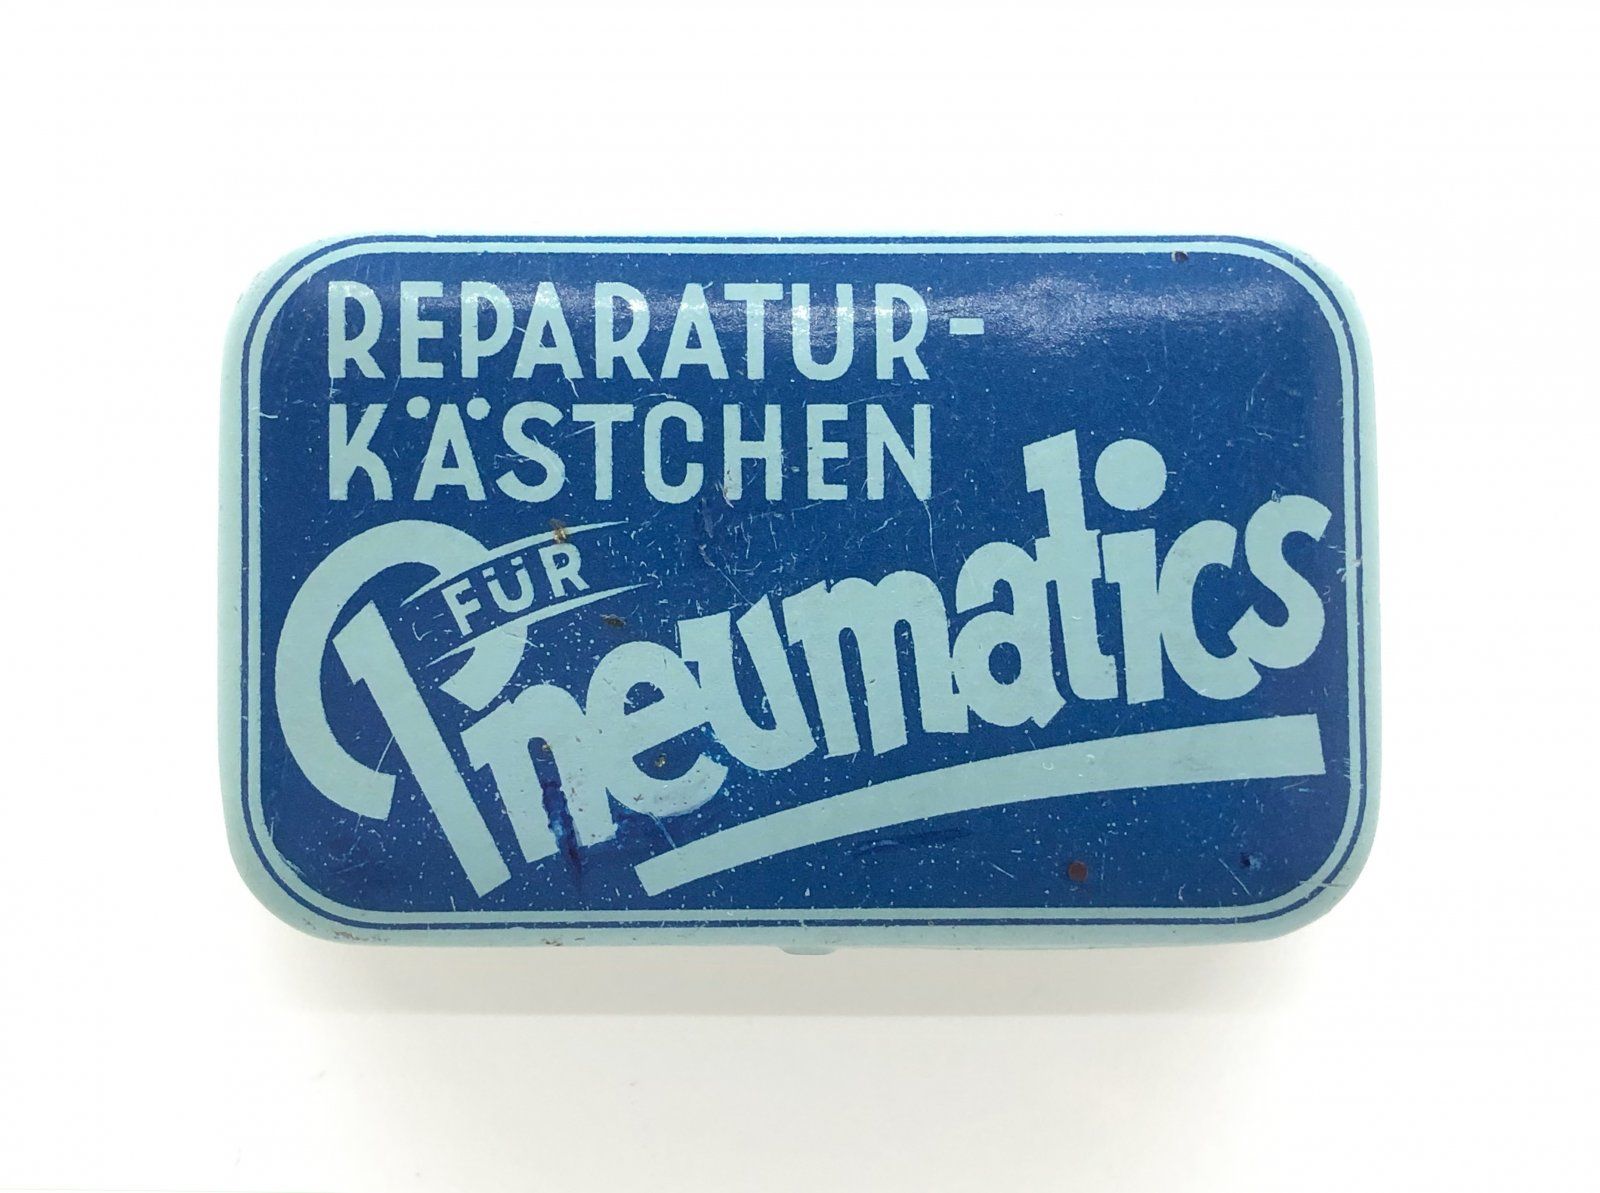 REPARATUR-
KÄSTCHEN
FÜR
Pneumatics